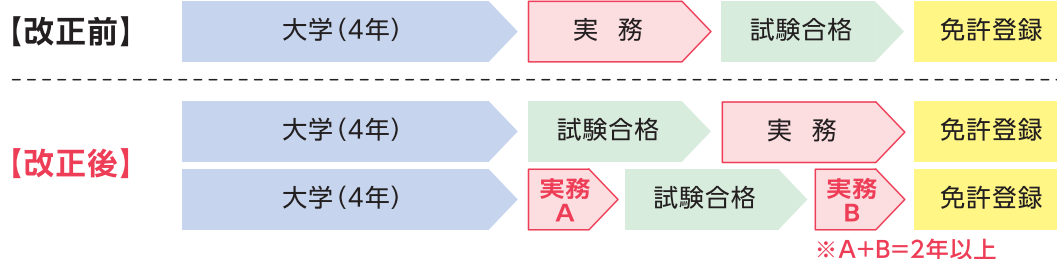 【改正前】 大学(4年) 実　務 試験合格 免許登録
【改正後】
大学(4年) 試験合格 実　務 免許登録
大学(4年) 実務A 試験合格 実務B 免許登録
※A+B=2年以上